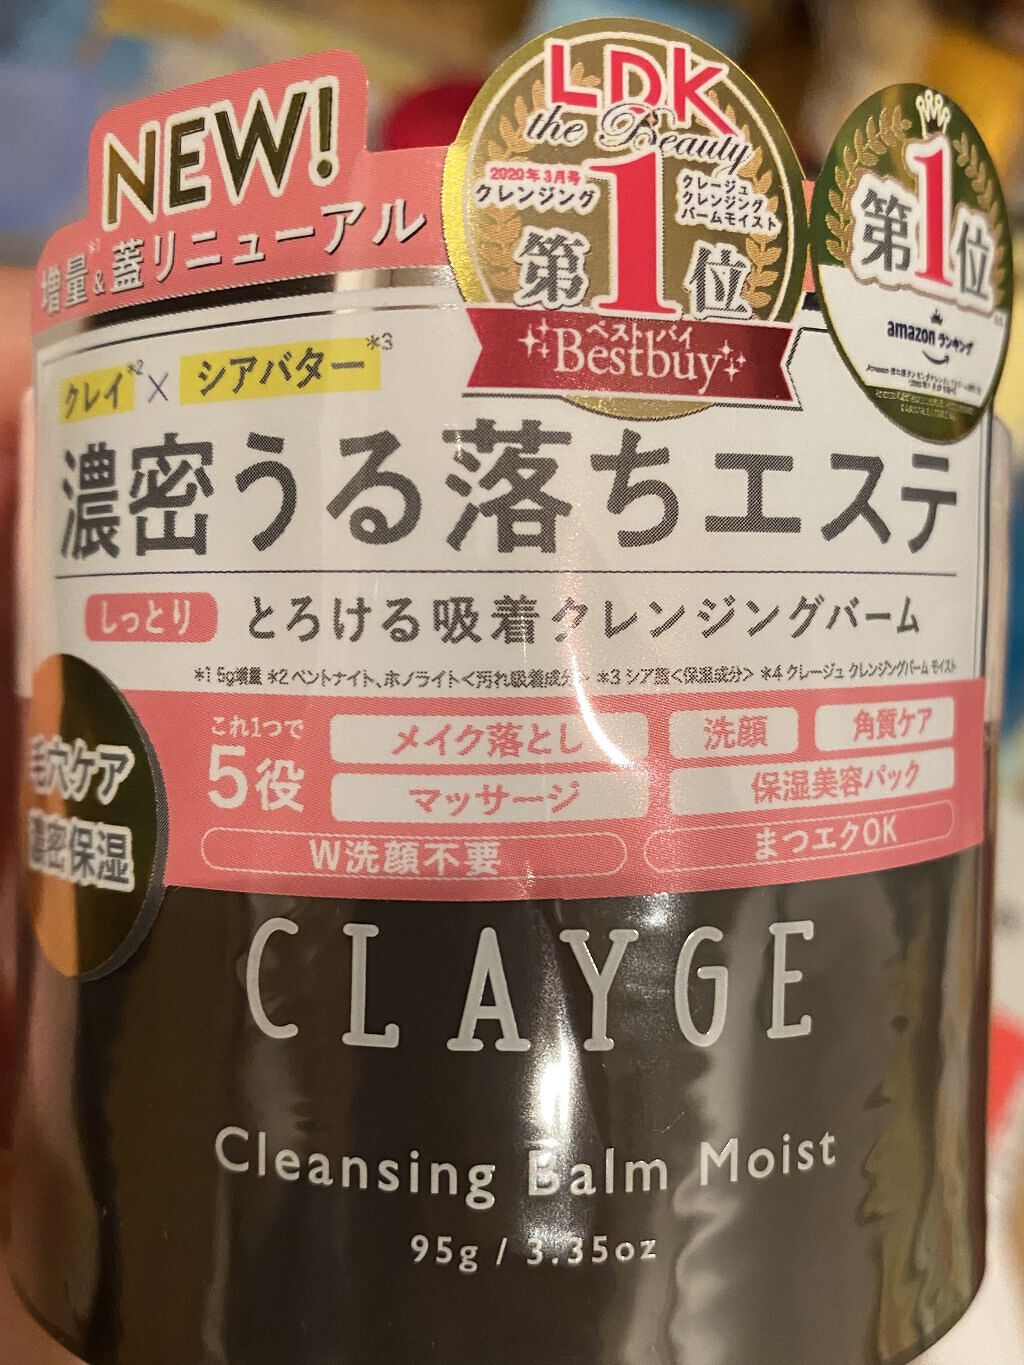 NEW!
増量*1&蓋リニューアル
LDK
the Beauty
2020年3月号
クレンジング
クレージュ
クレンジング
バームモイスト
第1位
ベストバイ
Bestbuy
第1位
amazon ランキング
クレイ*2 × シアバター*3
濃密うる落ちエステ
しっとり とろける吸着クレンジングバーム
*1 5g増量 *2 ベントナイト、ホノライト<汚れ吸着成分> *3 シア脂<保湿成分> *4 クレージュ クレンジングバーム モイスト
これ1つで
5役
メイク落とし 洗顔 角質ケア
マッサージ 保湿美容パック
W洗顔不要 まつエクOK
毛穴ケア
濃密保湿
CLAYGE
Cleansing Balm Moist
95g / 3.35oz